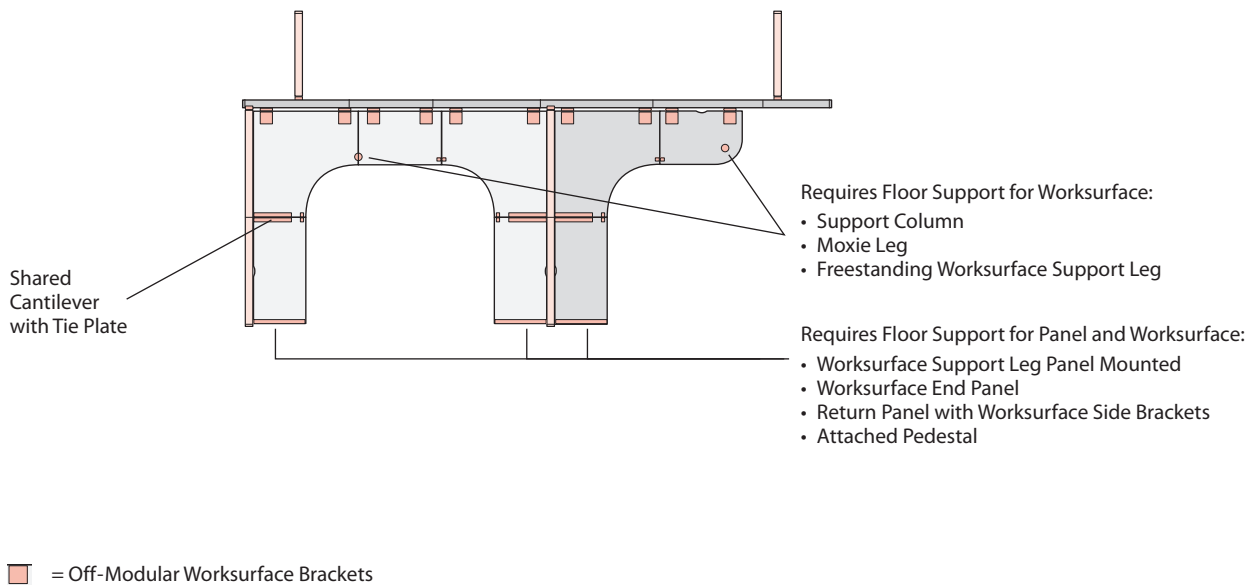 Requires Floor Support for Worksurface:
• Support Column
• Moxie Leg
• Freestanding Worksurface Support Leg
Shared
Cantilever
with Tie Plate
Requires Floor Support for Panel and Worksurface:
• Worksurface Support Leg Panel Mounted
• Worksurface End Panel
• Return Panel with Worksurface Side Brackets
• Attached Pedestal
= Off-Modular Worksurface Brackets